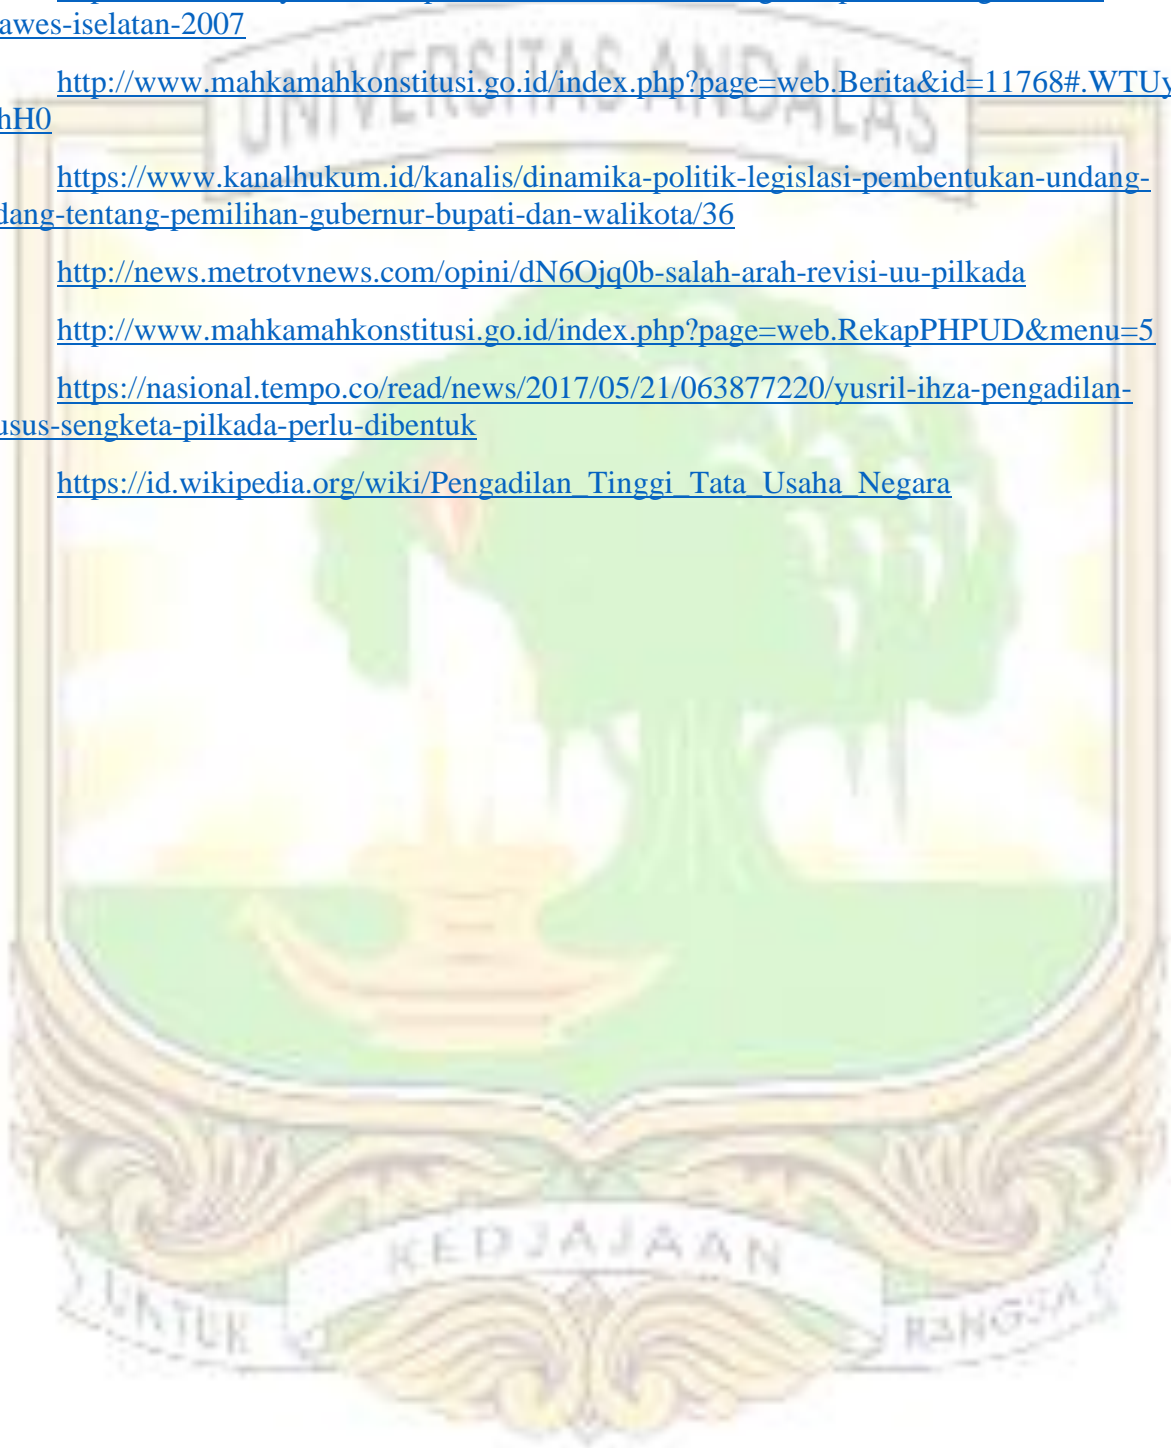 awes-iselatan-2007
http://www.mahkamahkonstitusi.go.id/index.php?page=web.Berita&id=11768#.WTUy
hH0
https://www.kanalhukum.id/kanalis/dinamika-politik-legislasi-pembentukan-undang-
dang-tentang-pemilihan-gubernur-bupati-dan-walikota/36
http://news.metrotvnews.com/opini/dN6Ojq0b-salah-arah-revisi-uu-pilkada
http://www.mahkamahkonstitusi.go.id/index.php?page=web.RekapPHPUD&menu=5
https://nasional.tempo.co/read/news/2017/05/21/063877220/yusril-ihza-pengadilan-
usus-sengketa-pilkada-perlu-dibentuk
https://id.wikipedia.org/wiki/Pengadilan_Tinggi_Tata_Usaha_Negara
UNIVERSITAS ANDALAS
UNTUK KEDJAJAAN BANGSA